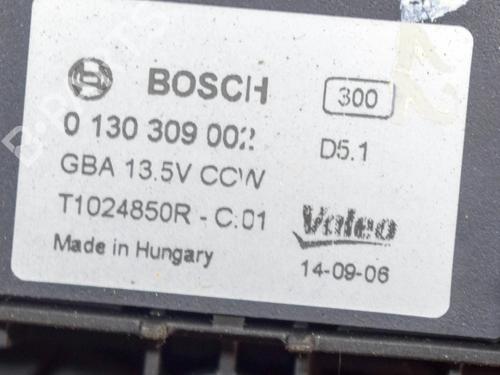 BOSCH 300
0 130 309 002 D5.1
GBA 13.5V CCW
T1024850R - C:01 Valeo
Made in Hungary 14-09-06